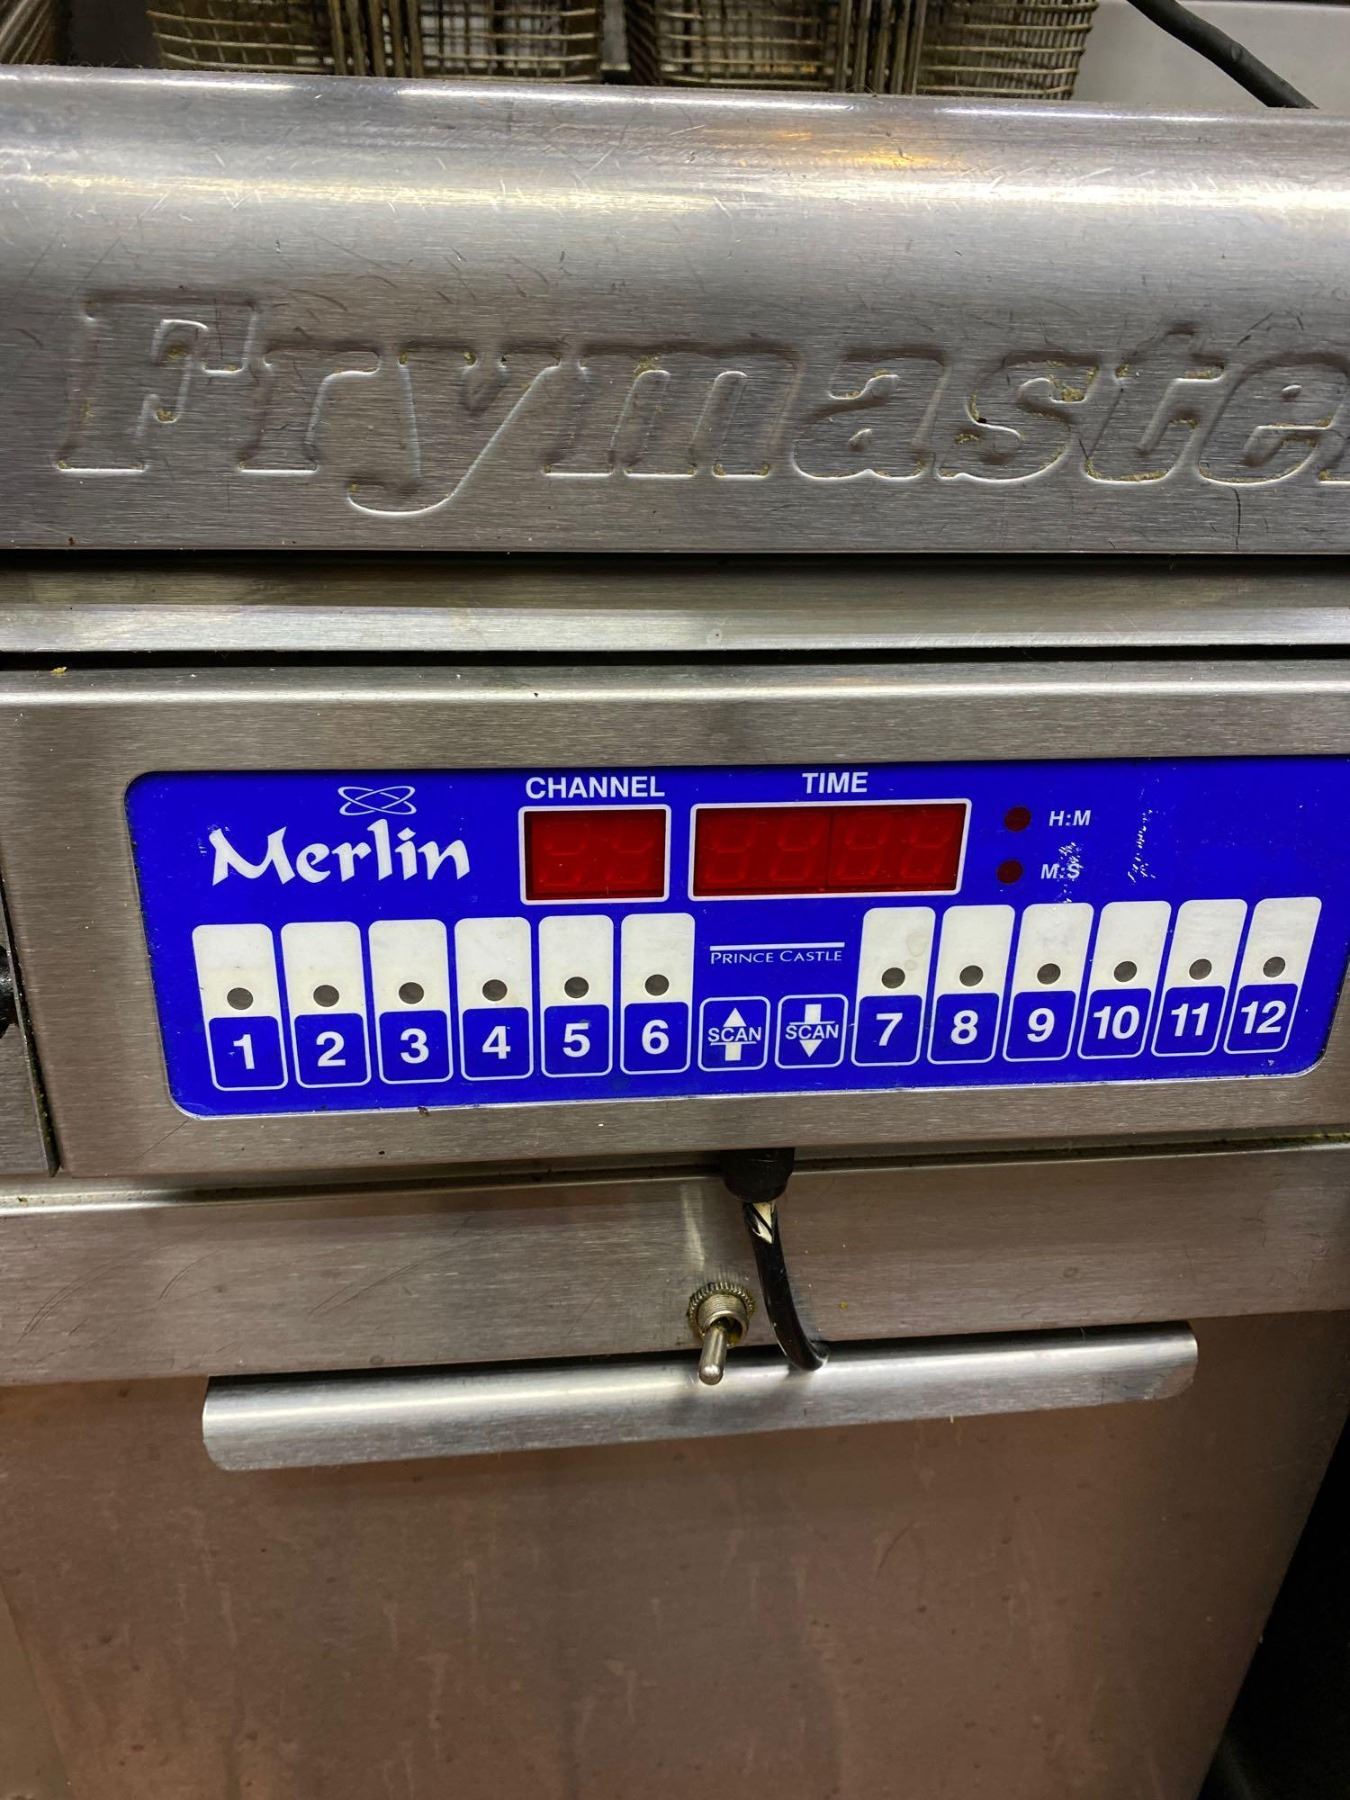 Frymaster
CHANNEL TIME
Merlin
H:M
M:S
PRINCE CASTLE
1 2 3 4 5 6 SCAN SCAN 7 8 9 10 11 12